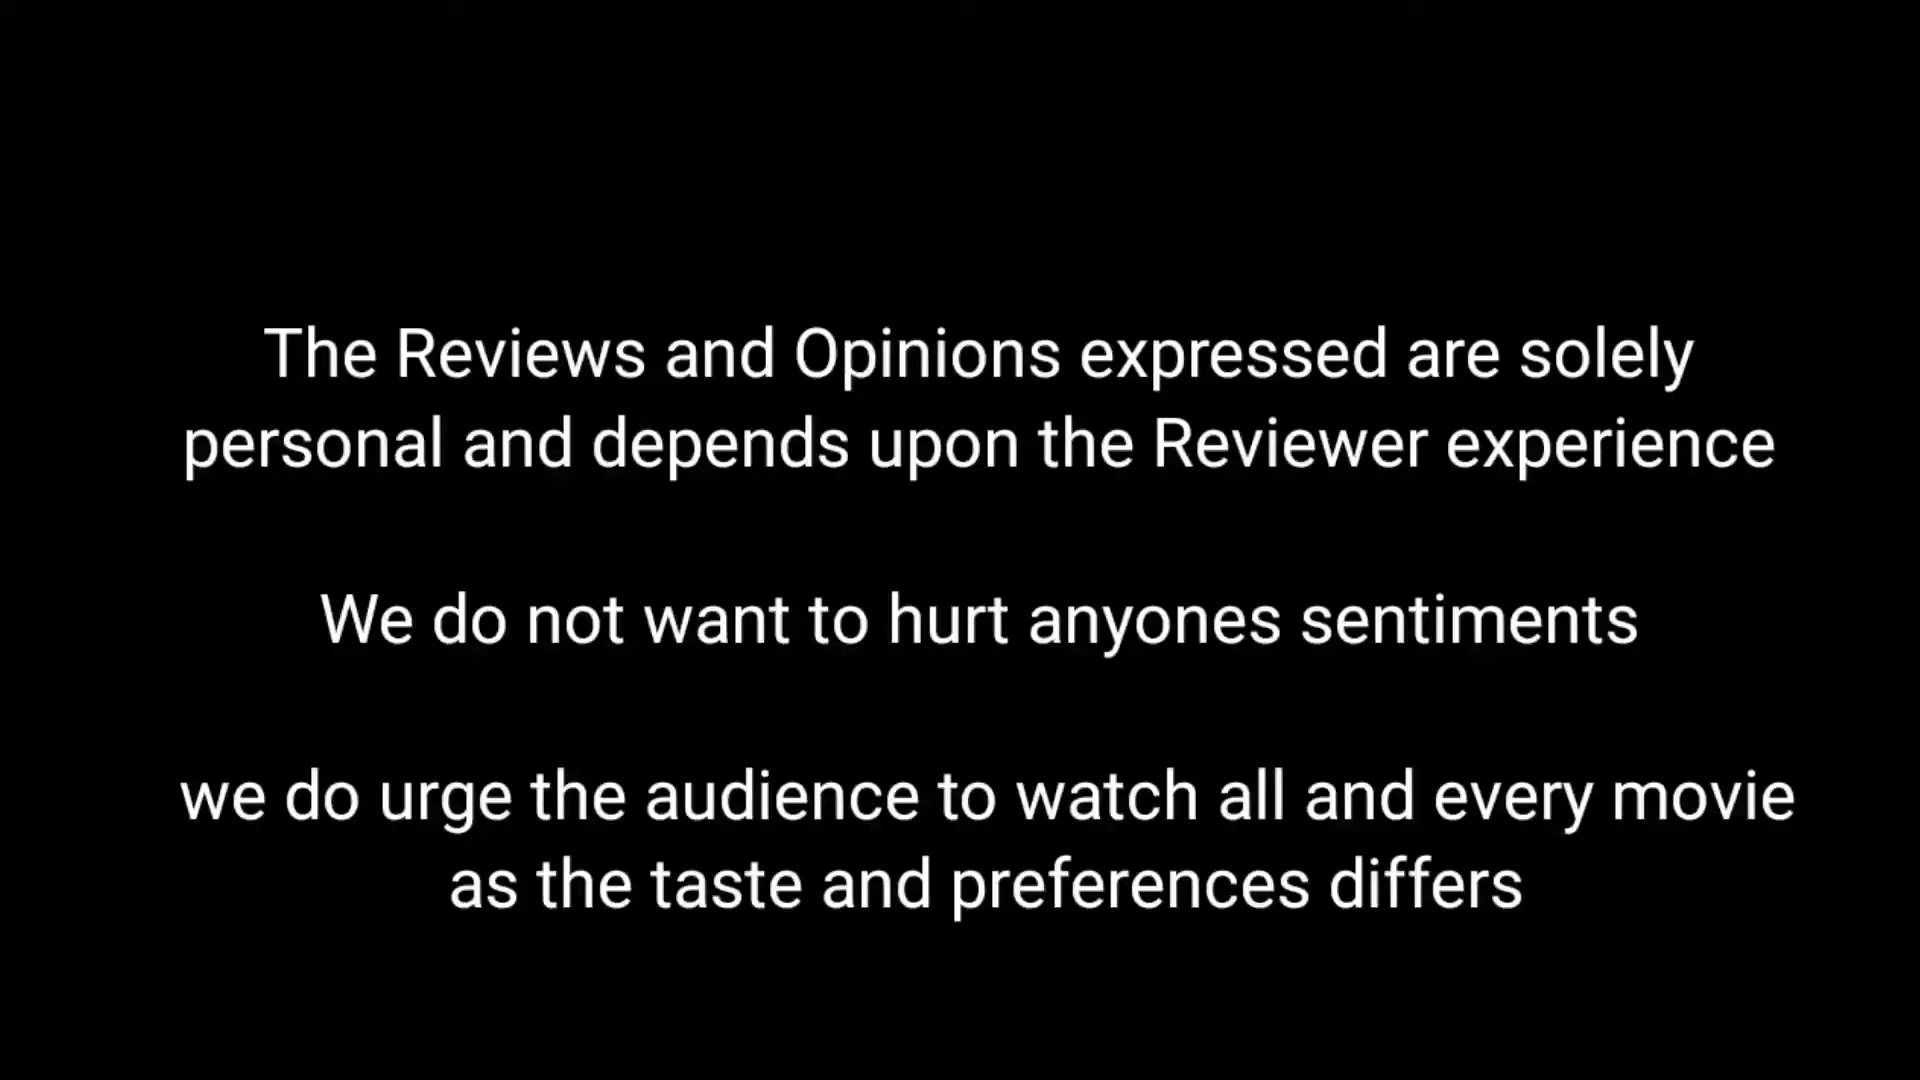 The Reviews and Opinions expressed are solely
personal and depends upon the Reviewer experience
We do not want to hurt anyones sentiments
we do urge the audience to watch all and every movie
as the taste and preferences differs